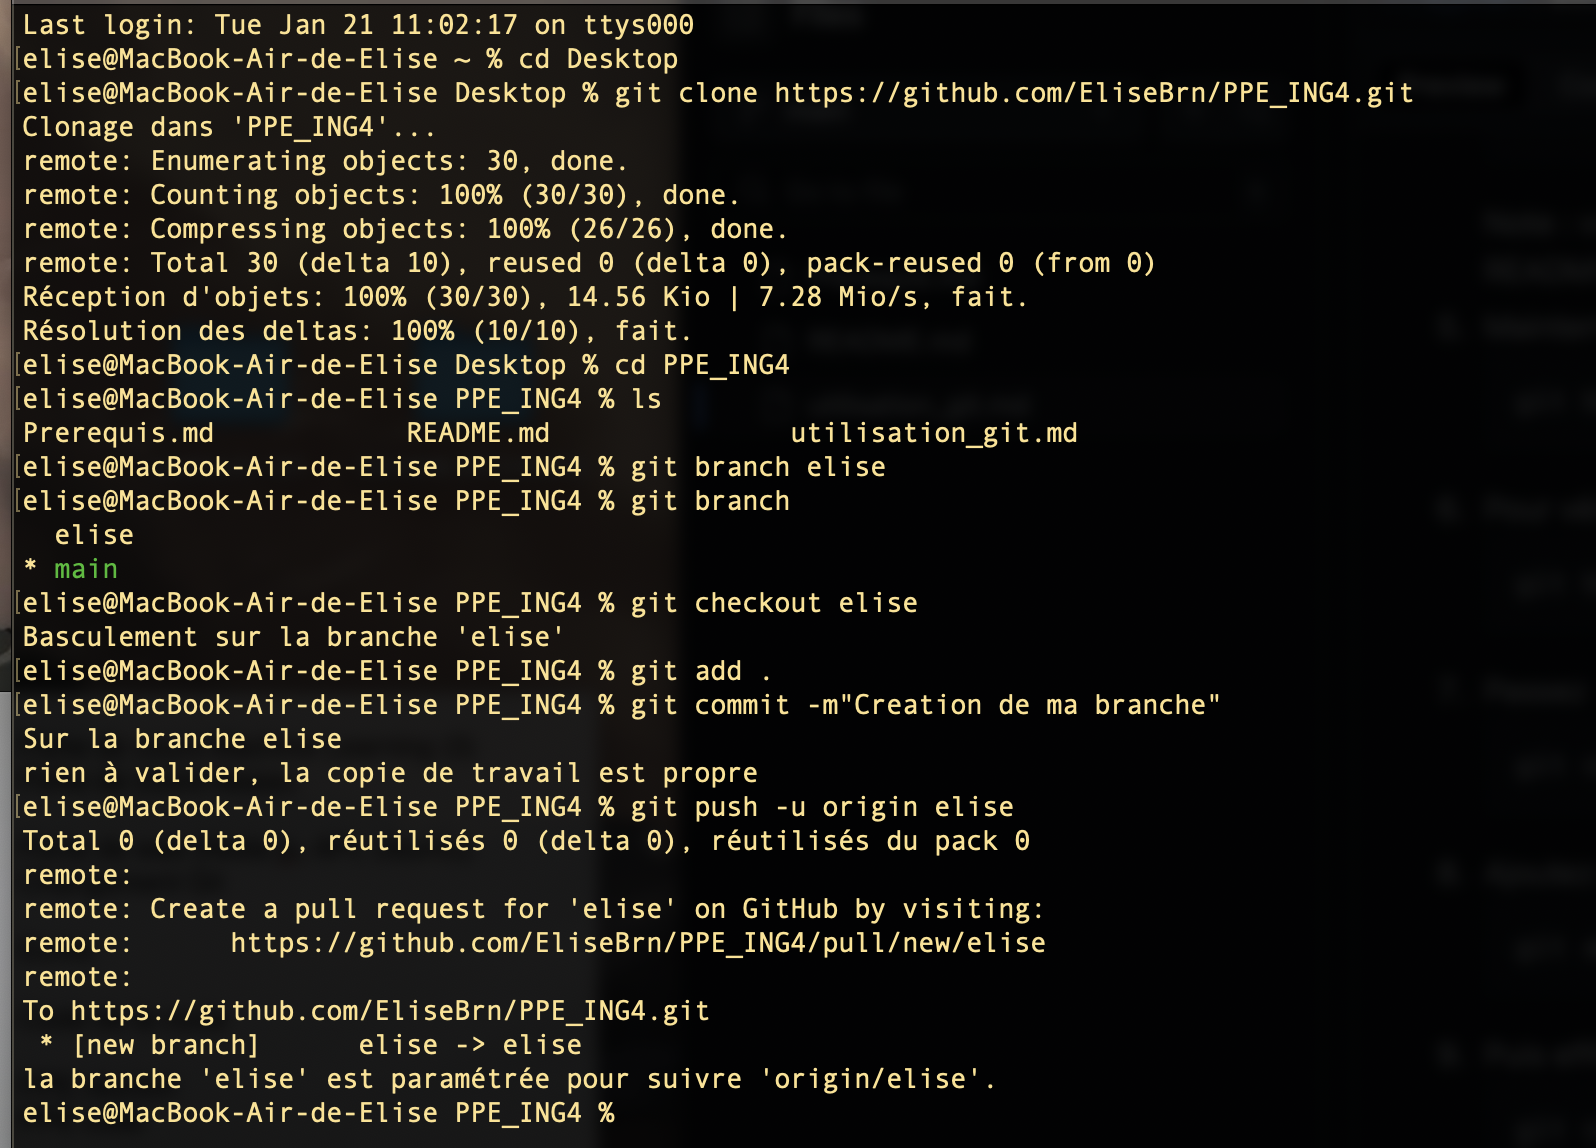 Last login: Tue Jan 21 11:02:17 on ttys000
[elise@MacBook-Air-de-Elise ~ % cd Desktop
[elise@MacBook-Air-de-Elise Desktop % git clone https://github.com/EliseBrn/PPE_ING4.git
Clonage dans 'PPE_ING4'...
remote: Enumerating objects: 30, done.
remote: Counting objects: 100% (30/30), done.
remote: Compressing objects: 100% (26/26), done.
remote: Total 30 (delta 10), reused 0 (delta 0), pack-reused 0 (from 0)
Réception d'objets: 100% (30/30), 14.56 Kio | 7.28 Mio/s, fait.
Résolution des deltas: 100% (10/10), fait.
[elise@MacBook-Air-de-Elise Desktop % cd PPE_ING4
[elise@MacBook-Air-de-Elise PPE_ING4 % ls
Prerequis.md            README.md               utilisation_git.md
[elise@MacBook-Air-de-Elise PPE_ING4 % git branch elise
[elise@MacBook-Air-de-Elise PPE_ING4 % git branch
  elise
* main
[elise@MacBook-Air-de-Elise PPE_ING4 % git checkout elise
Basculement sur la branche 'elise'
[elise@MacBook-Air-de-Elise PPE_ING4 % git add .
[elise@MacBook-Air-de-Elise PPE_ING4 % git commit -m"Creation de ma branche"
Sur la branche elise
rien à valider, la copie de travail est propre
[elise@MacBook-Air-de-Elise PPE_ING4 % git push -u origin elise
Total 0 (delta 0), réutilisés 0 (delta 0), réutilisés du pack 0
remote:
remote: Create a pull request for 'elise' on GitHub by visiting:
remote:      https://github.com/EliseBrn/PPE_ING4/pull/new/elise
remote:
To https://github.com/EliseBrn/PPE_ING4.git
 * [new branch]      elise -> elise
la branche 'elise' est paramétrée pour suivre 'origin/elise'.
elise@MacBook-Air-de-Elise PPE_ING4 %